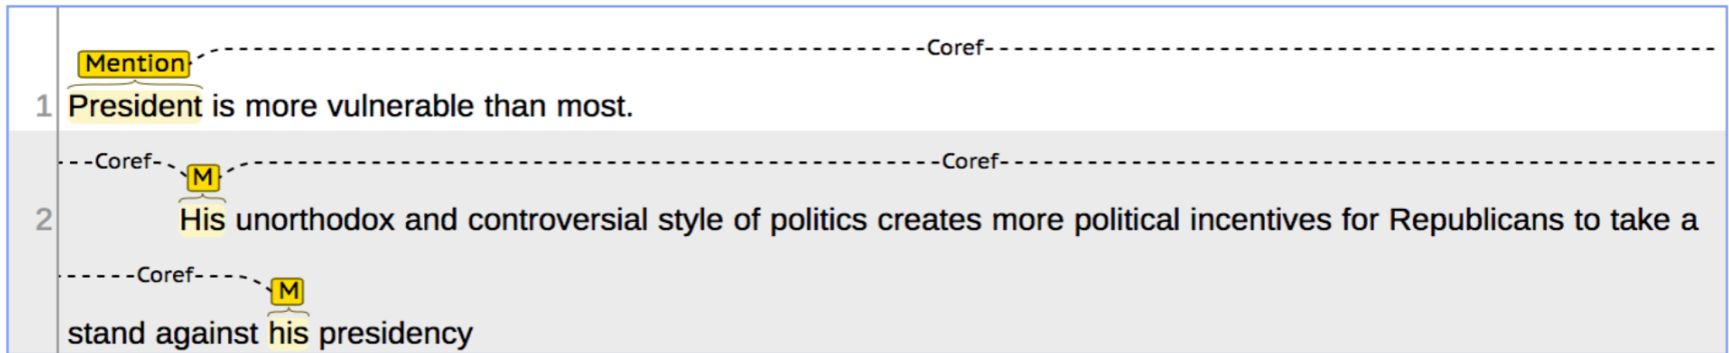 Coref
Mention
1 President is more vulnerable than most.
Coref Coref
M
2 His unorthodox and controversial style of politics creates more political incentives for Republicans to take a
Coref
M
stand against his presidency